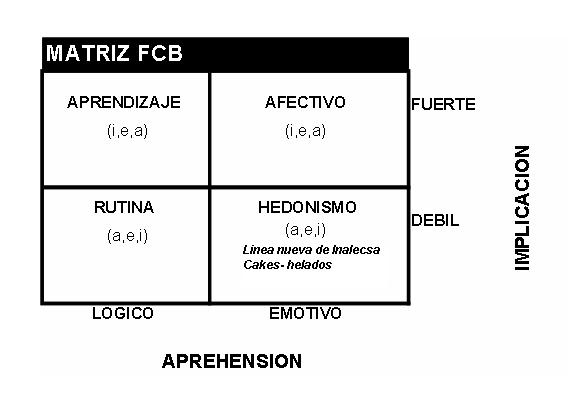 MATRIZ FCB
APRENDIZAJE
(i,e,a)
AFECTIVO
(i,e,a)
FUERTE
RUTINA
(a,e,i)
HEDONISMO
(a,e,i)
Linea nueva de Inalecsa
Cakes- helados
DEBIL
IMPLICACION
LOGICO
EMOTIVO
APREHENSION